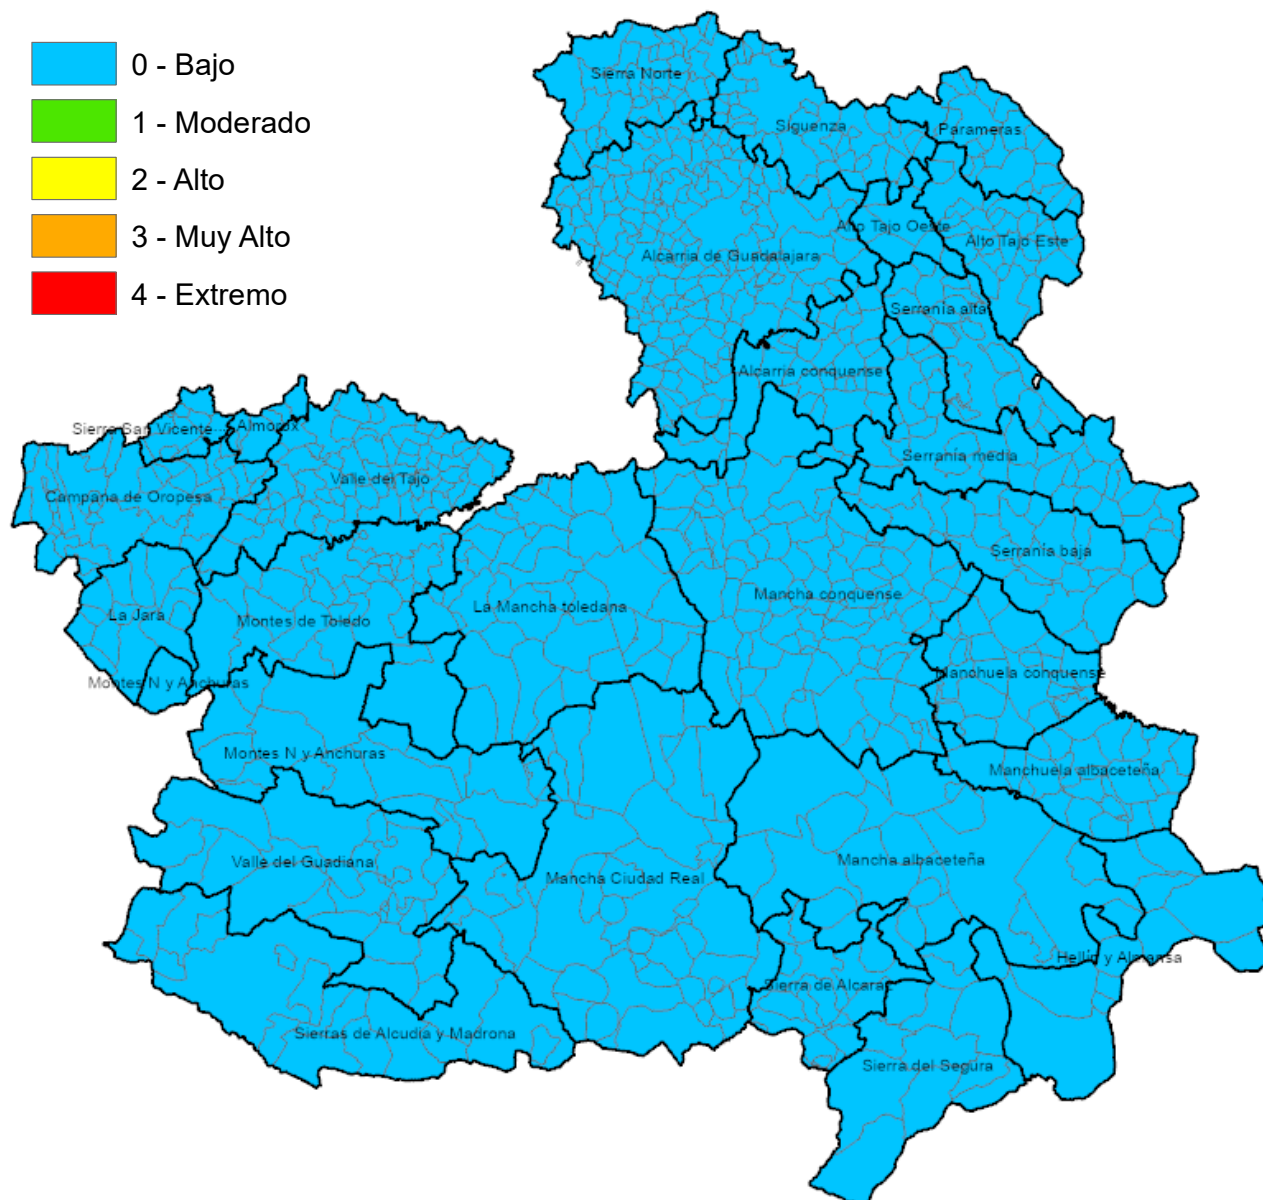 0 - Bajo
1 - Moderado
2 - Alto
3 - Muy Alto
4 - Extremo
Sierra Norte
Sigüenza
Parameras
Alto Tajo Oeste
Alto Tajo Este
Alcarria de Guadalajara
Serranía alta
Alcarria conquense
Sierra San Vicente
Almorox
Serranía media
Valle del Tajo
Campana de Oropesa
Serranía baja
Mancha conquense
La Mancha toledana
La Jara
Montes de Toledo
Manchuela conquense
Montes N y Anchuras
Montes N y Anchuras
Manchuela albaceteña
Mancha albaceteña
Valle del Guadiana
Mancha Ciudad Real
Hellín y Almansa
Sierra de Alcaraz
Sierras de Alcudia y Madrona
Sierra del Segura